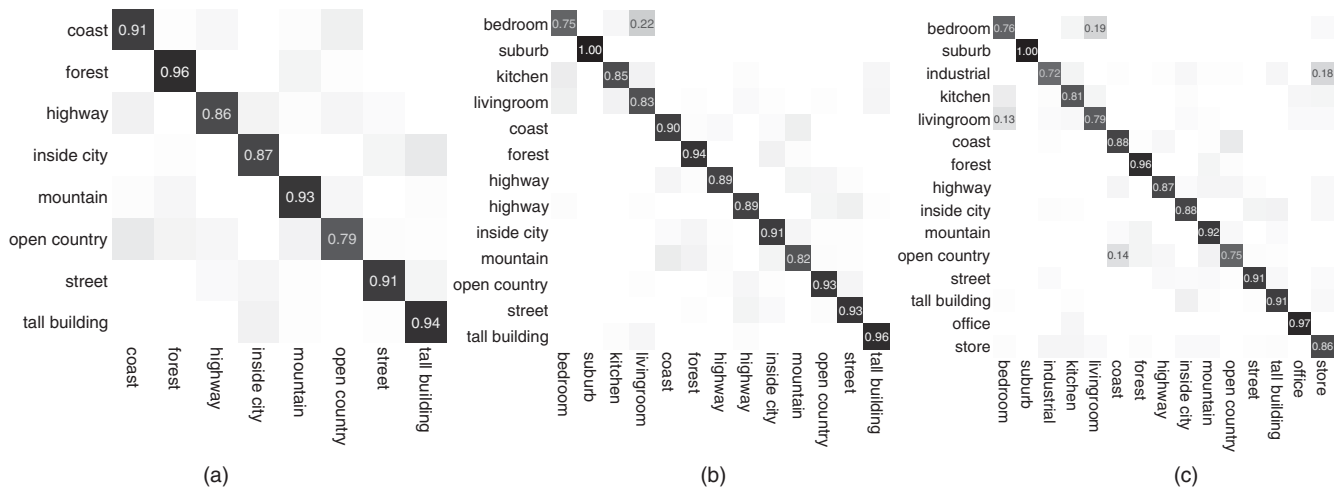 coast 0.91
forest 0.96
highway 0.86
inside city 0.87
mountain 0.93
open country 0.79
street 0.91
tall building 0.94
coast
forest
highway
inside city
mountain
open country
street
tall building
(a)
bedroom 0.75 0.22
suburb 1.00
kitchen 0.85
livingroom 0.83
coast 0.90
forest 0.94
highway 0.89
highway 0.89
inside city 0.91
mountain 0.82
open country 0.93
street 0.93
tall building 0.96
bedroom
suburb
kitchen
livingroom
coast
forest
highway
highway
inside city
mountain
open country
street
tall building
(b)
bedroom 0.76 0.19
suburb 1.00
industrial 0.72 0.18
kitchen 0.81
livingroom 0.13 0.79
coast 0.88
forest 0.96
highway 0.87
inside city 0.88
mountain 0.92
open country 0.14 0.75
street 0.91
tall building 0.91
office 0.97
store 0.86
bedroom
suburb
industrial
kitchen
livingroom
coast
forest
highway
inside city
mountain
open country
street
tall building
office
store
(c)